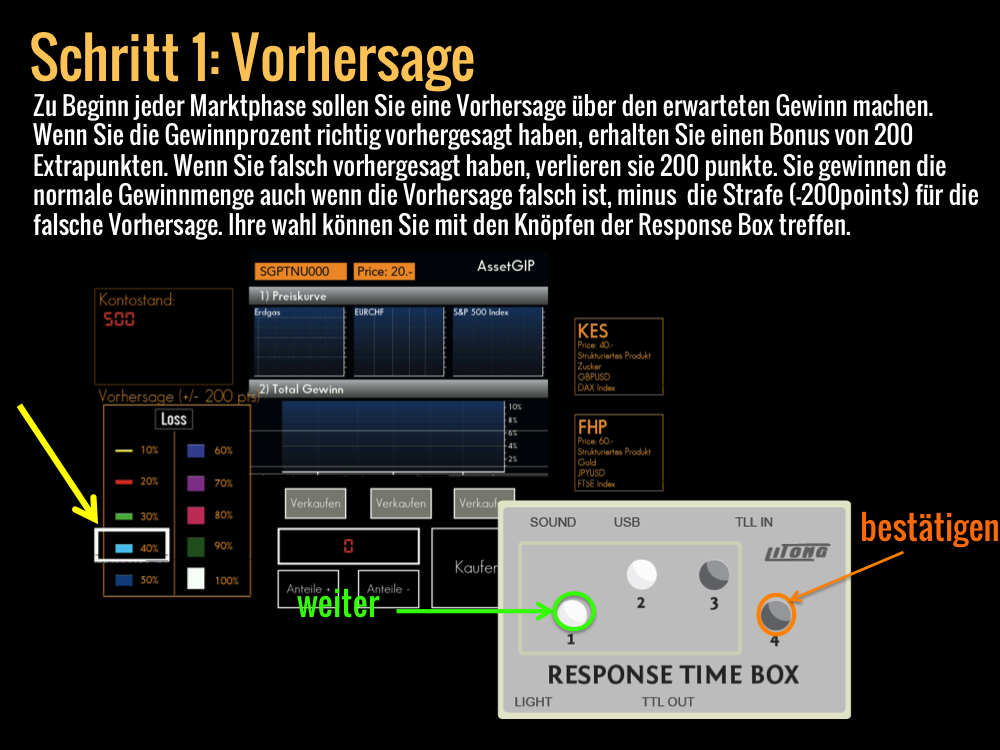 Schritt 1: Vorhersage
Zu Beginn jeder Marktphase sollen Sie eine Vorhersage über den erwarteten Gewinn machen.
Wenn Sie die Gewinnprozent richtig vorhergesagt haben, erhalten Sie einen Bonus von 200
Extrapunkten. Wenn Sie falsch vorhergesagt haben, verlieren sie 200 punkte. Sie gewinnen die
normale Gewinnmenge auch wenn die Vorhersage falsch ist, minus die Strafe (-200points) für die
falsche Vorhersage. Ihre wahl können Sie mit den Knöpfen der Response Box treffen.
SGPTNU000
Price: 20.-
AssetGIP
Kontostand:
500
1) Preiskurve
Erdgas
EURCHF
S&P 500 Index
KES
Price: 40.-
Strukturiertes Produkt
Zucker
GBPUSD
DAX Index
2) Total Gewinn
10%
8%
6%
4%
2%
Vorhersage (+/- 200 pts)
Loss
10%
60%
20%
70%
30%
80%
40%
90%
50%
100%
FHP
Price: 60.-
Strukturiertes Produkt
Gold
JPYUSD
FTSE Index
Verkaufen
Verkaufen
Verkaufen
0
Kaufen
Anteile +
Anteile -
weiter
bestätigen
SOUND
USB
TLL IN
LITONG
1
2
3
4
RESPONSE TIME BOX
LIGHT
TTL OUT